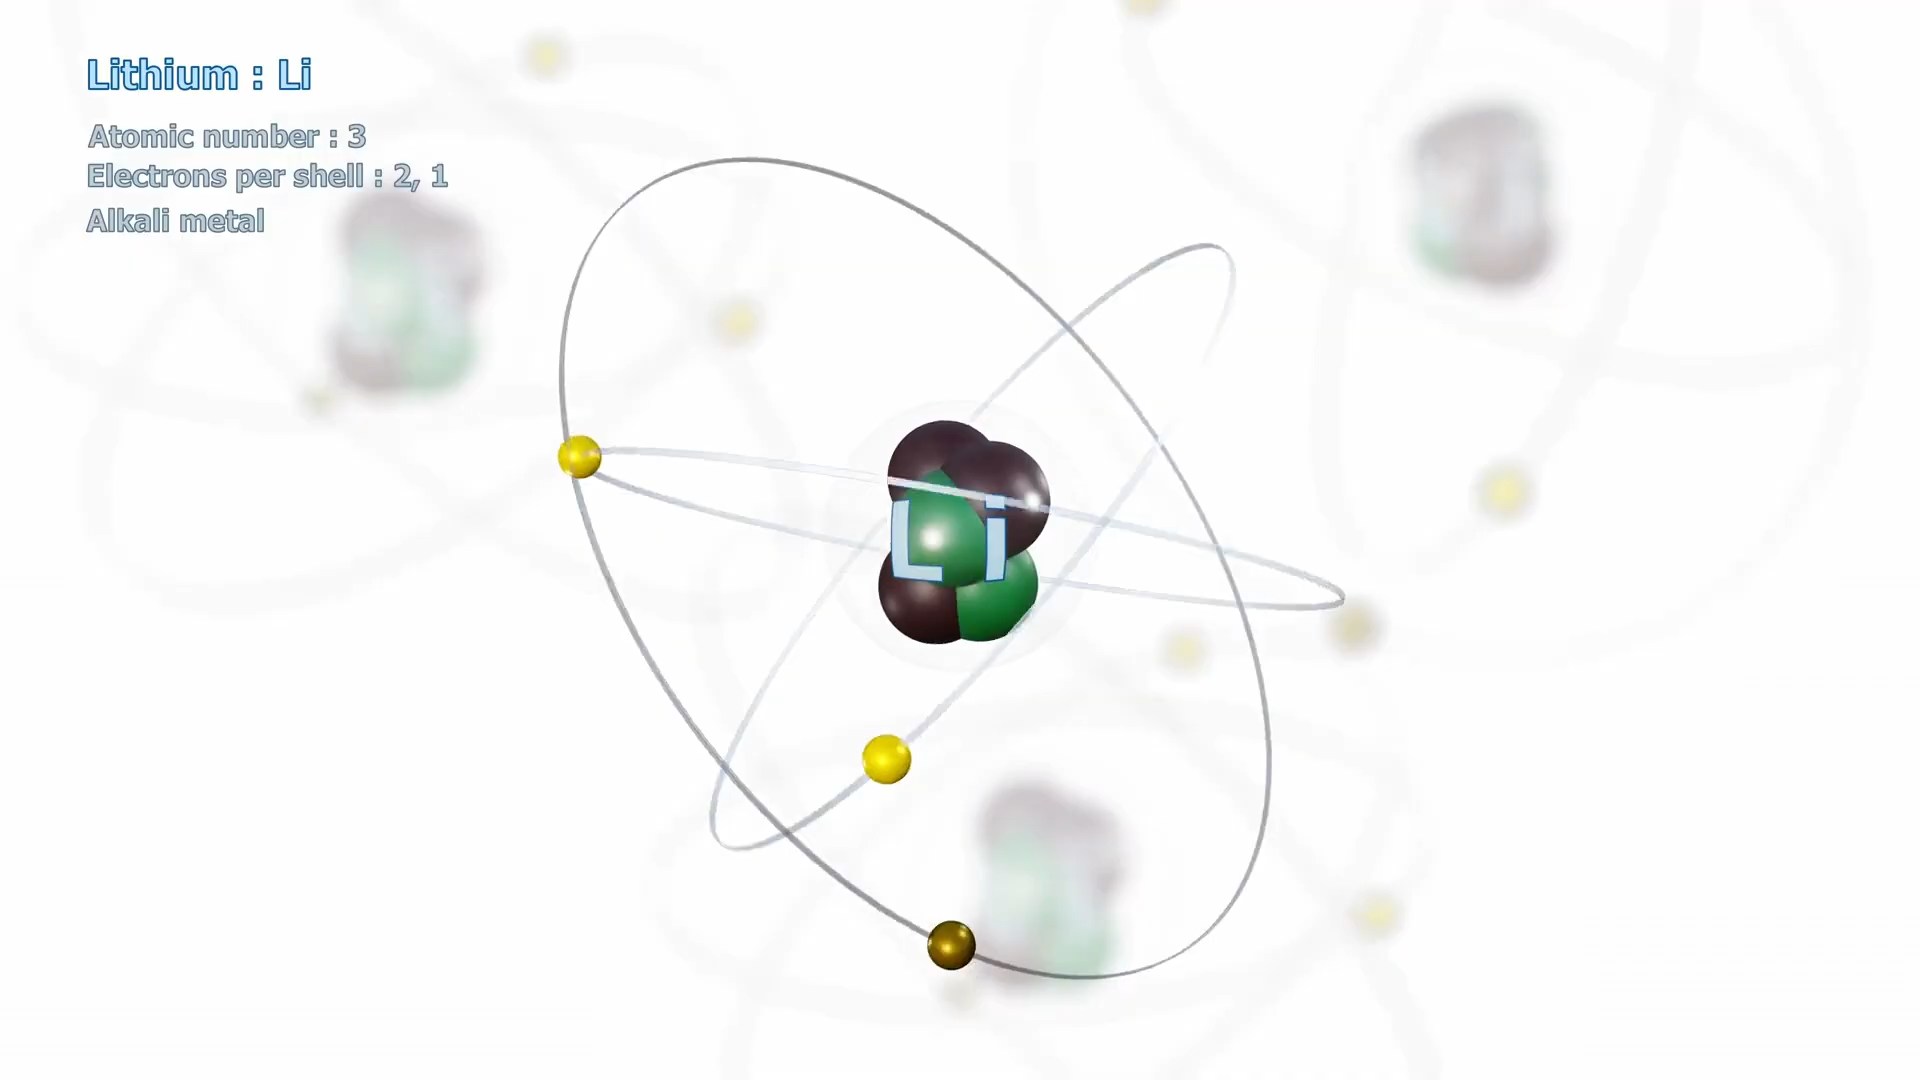 Lithium : Li
Atomic number : 3
Electrons per shell : 2, 1
Alkali metal
Li